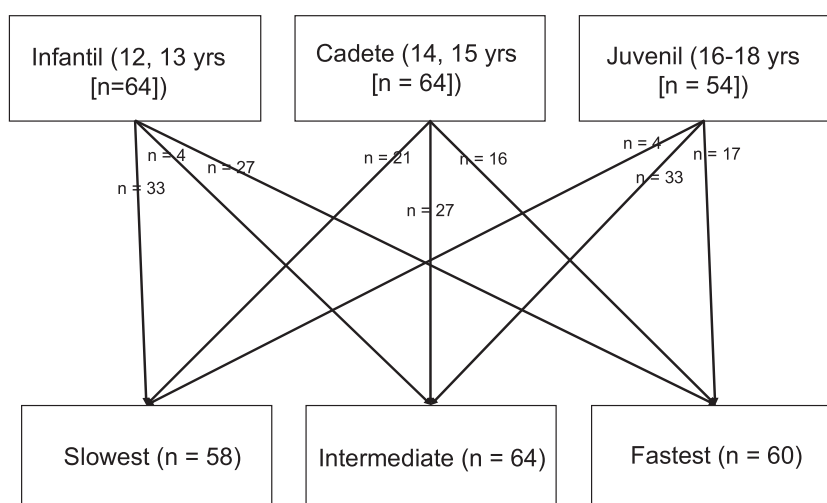 Infantil (12, 13 yrs
[n=64])
Cadete (14, 15 yrs
[n = 64])
Juvenil (16-18 yrs
[n = 54])
n = 4
n = 27
n = 33
n = 21
n = 16
n = 27
n = 4
n = 17
n = 33
Slowest (n = 58)
Intermediate (n = 64)
Fastest (n = 60)